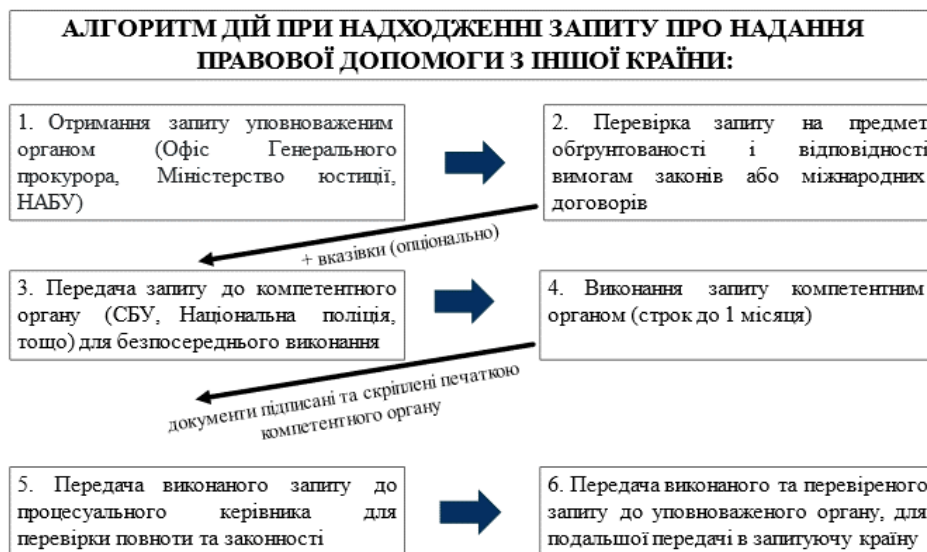 АЛГОРИТМ ДІЙ ПРИ НАДХОДЖЕННІ ЗАПИТУ ПРО НАДАННЯ
ПРАВОВОЇ ДОПОМОГИ З ІНШОЇ КРАЇНИ:
1. Отримання запиту уповноваженим
органом (Офіс Генерального
прокурора, Міністерство юстиції,
НАБУ)
2. Перевірка запиту на предмет
обґрунтованості і відповідності
вимогам законів або міжнародних
договорів
+ вказівки (опціонально)
3. Передача запиту до компетентного
органу (СБУ, Національна поліція,
тощо) для безпосереднього виконання
4. Виконання запиту компетентним
органом (строк до 1 місяця)
документи підписані та скріплені печаткою
компетентного органу
5. Передача виконаного запиту до
процесуального керівника для
перевірки повноти та законності
6. Передача виконаного та перевіреного
запиту до уповноваженого органу, для
подальшої передачі в запитуючу країну